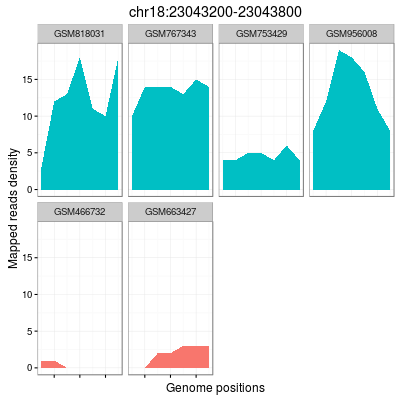 chr18:23043200-23043800
GSM818031 GSM767343 GSM753429 GSM956008
15
10
5
0
GSM466732 GSM663427
15
10
5
0
Mapped reads density
Genome positions